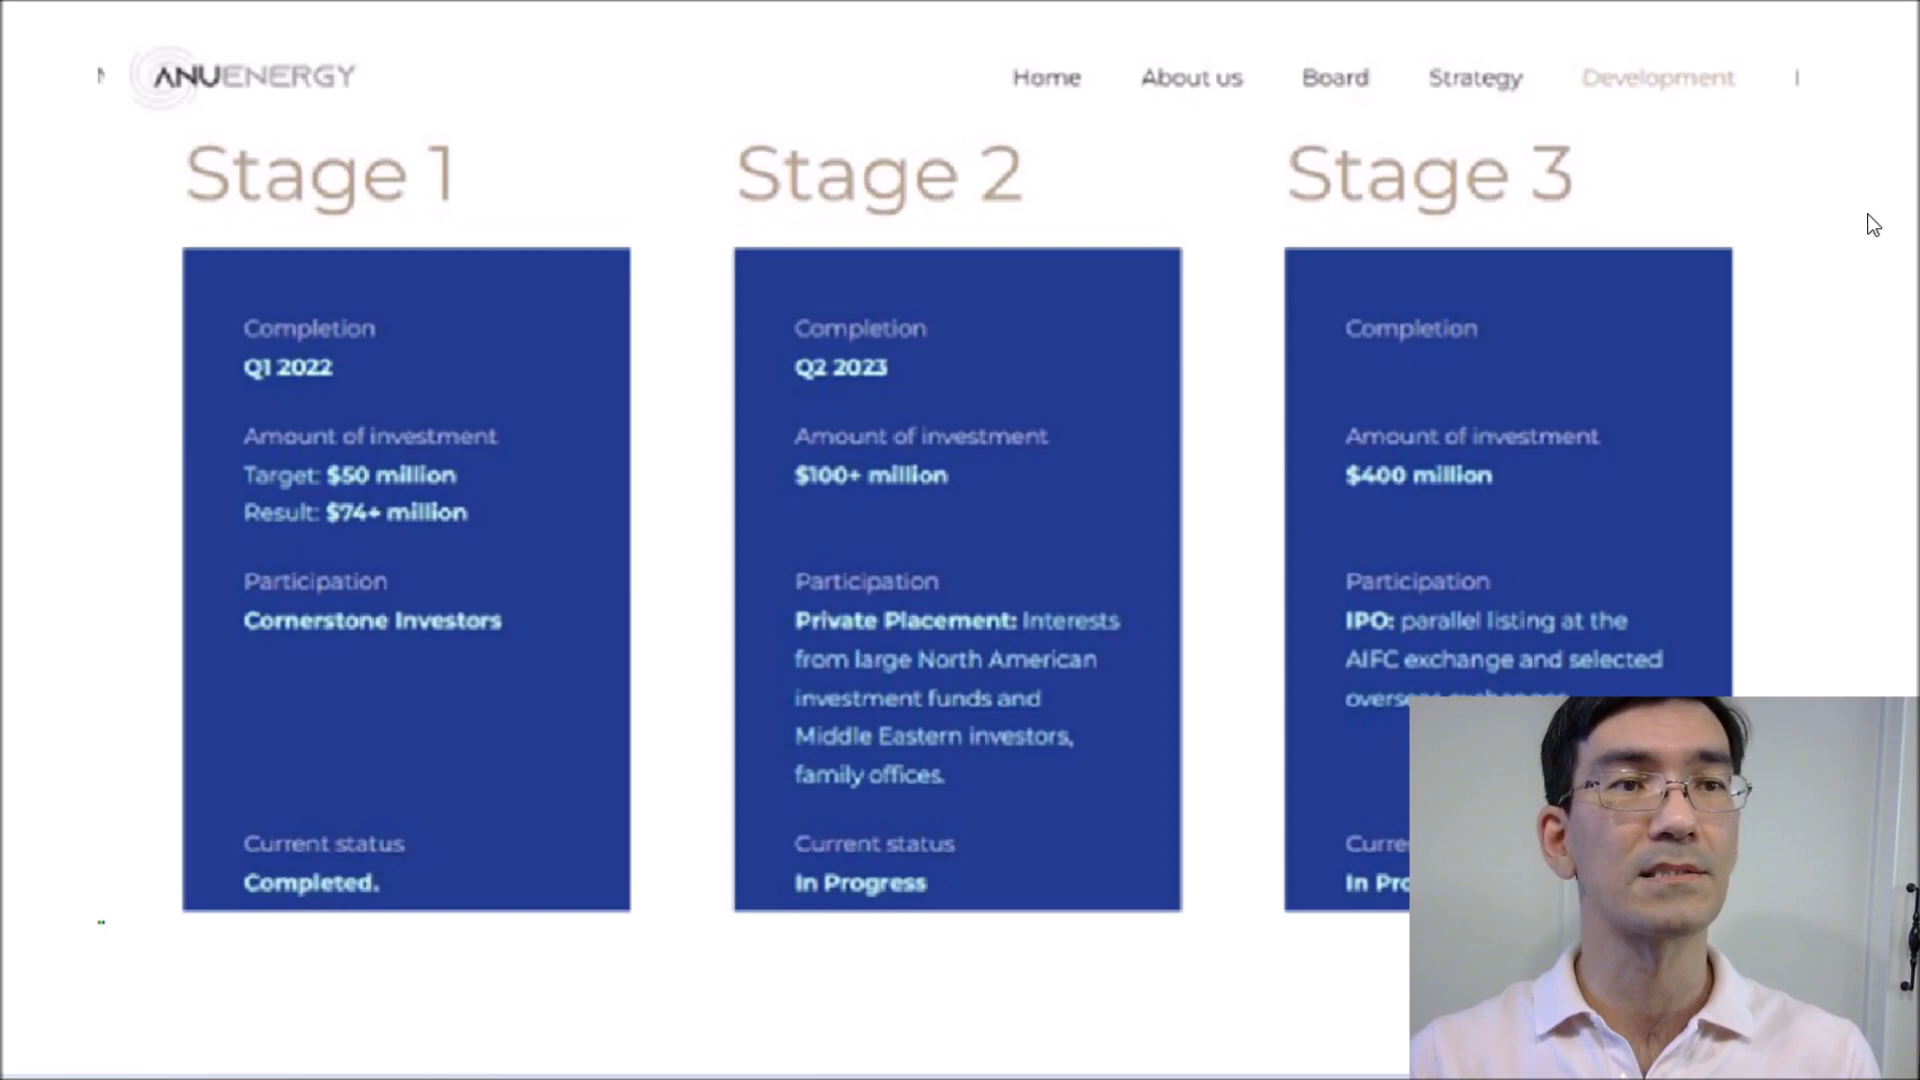 ANUENERGY
Home About us Board Strategy Development
Stage 1
Stage 2
Stage 3
Completion
Q1 2022
Amount of investment
Target: $50 million
Result: $74+ million
Participation
Cornerstone Investors
Current status
Completed.
Completion
Q2 2023
Amount of investment
$100+ million
Participation
Private Placement: Interests
from large North American
investment funds and
Middle Eastern investors,
family offices.
Current status
In Progress
Completion
Amount of investment
$400 million
Participation
IPO: parallel listing at the
AIFC exchange and selected
In